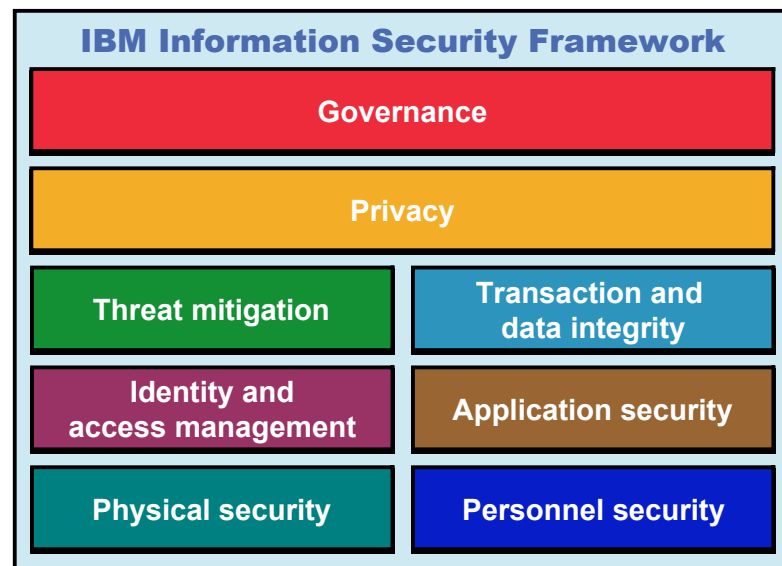 IBM Information Security Framework
Governance
Privacy
Threat mitigation
Transaction and
data integrity
Identity and
access management
Application security
Physical security
Personnel security